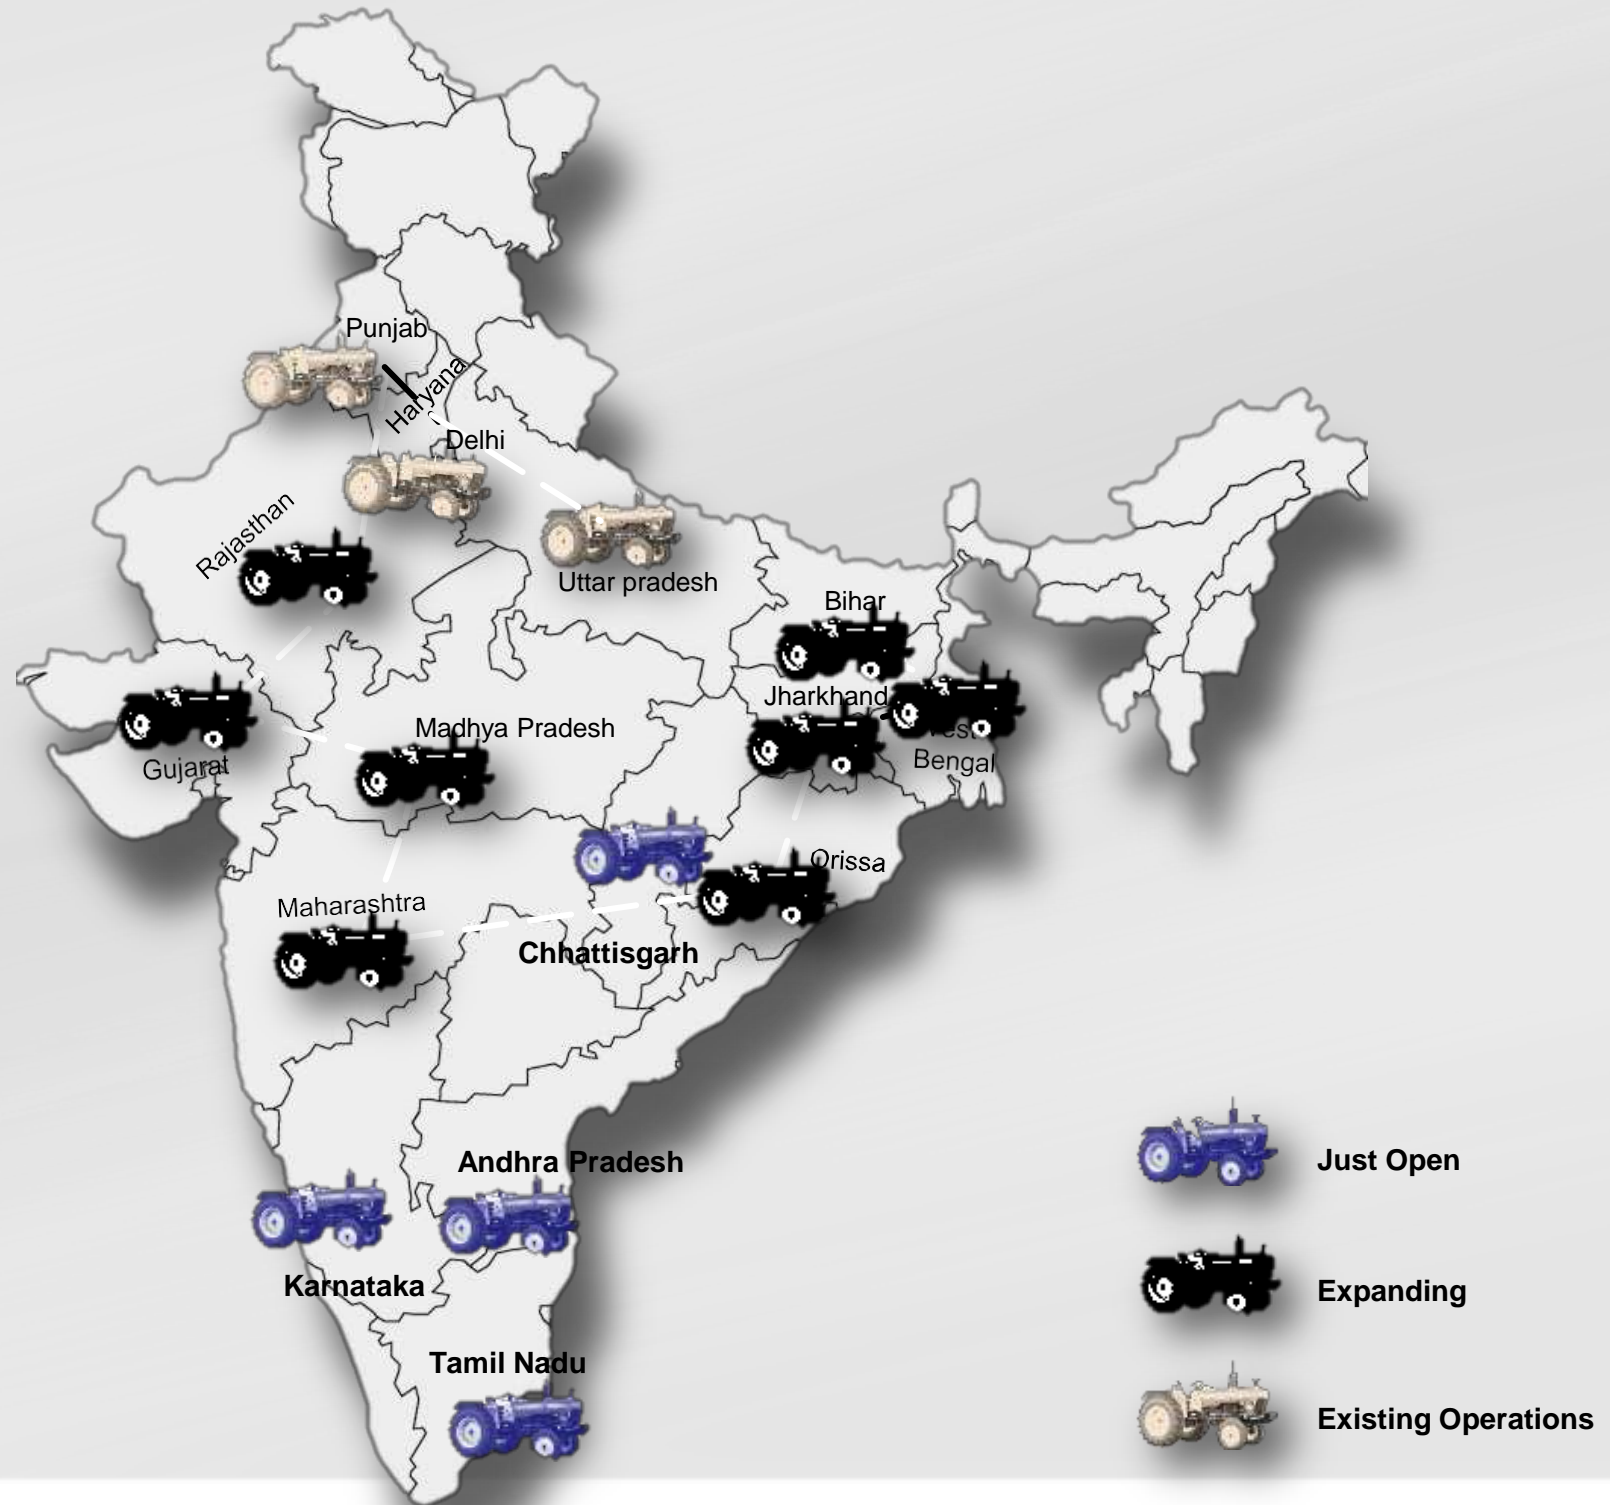 Punjab
Haryana
Delhi
Rajasthan
Uttar pradesh
Bihar
Jharkhand
Madhya Pradesh
Bengal
Gujarat
Orissa
Maharashtra
Chhattisgarh
Andhra Pradesh
Just Open
Karnataka
Expanding
Tamil Nadu
Existing Operations